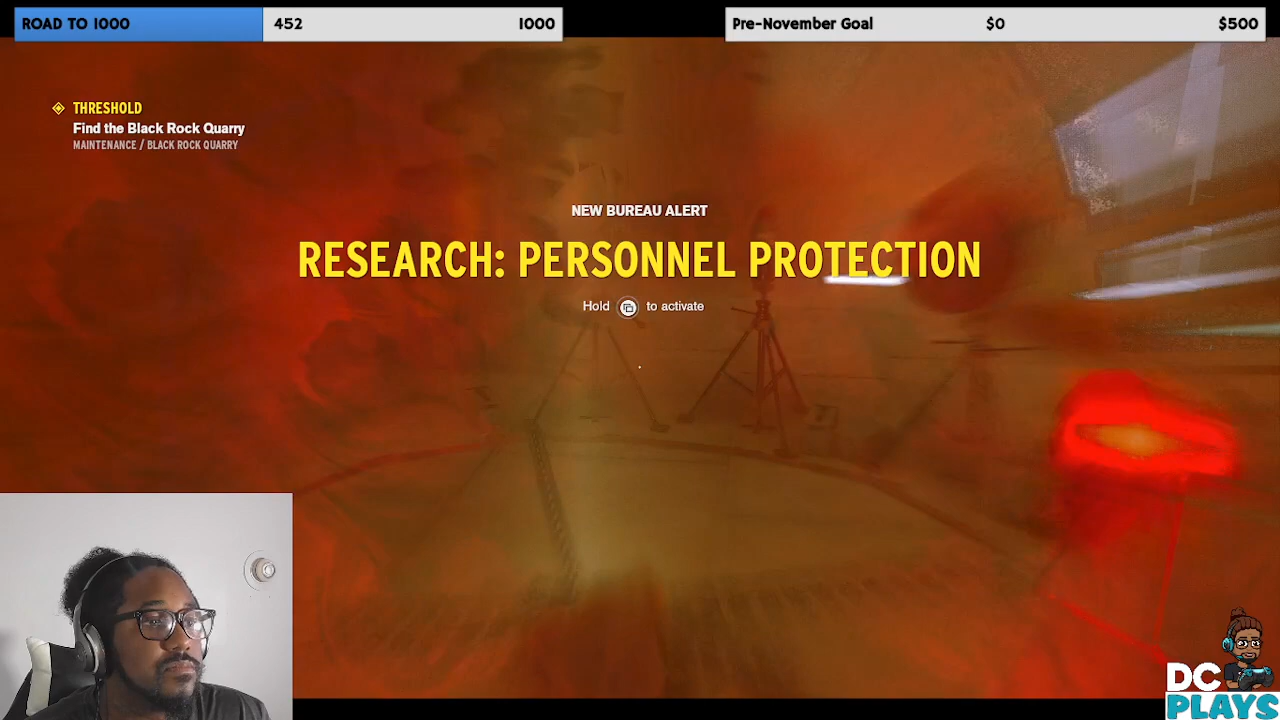 ROAD TO 1000 452 1000
Pre-November Goal $0 $500
THRESHOLD
Find the Black Rock Quarry
MAINTENANCE / BLACK ROCK QUARRY
NEW BUREAU ALERT
RESEARCH: PERSONNEL PROTECTION
Hold to activate
DC
PLAYS